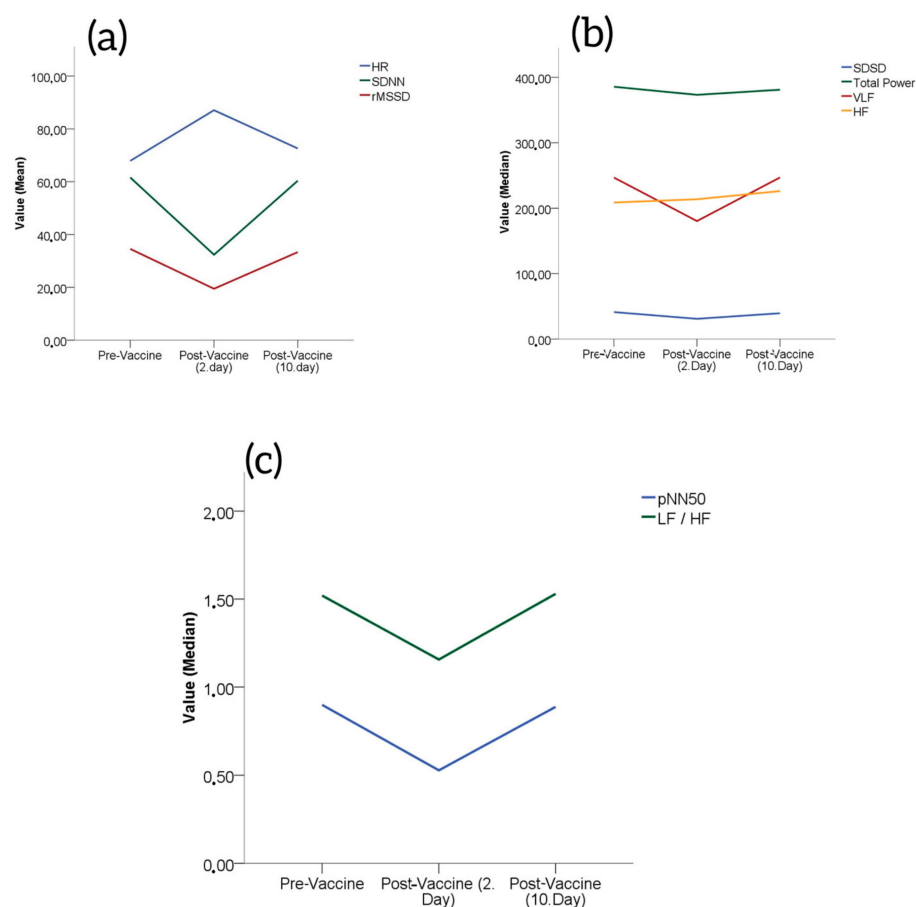 (a)
HR
SDNN
rMSSD
Value (Mean)
100,00
80,00
60,00
40,00
20,00
0,00
Pre-Vaccine
Post-Vaccine
(2.day)
Post-Vaccine
(10.day)
(b)
SDSD
Total Power
VLF
HF
Value (Median)
400,00
300,00
200,00
100,00
0,00
Pre-Vaccine
Post-Vaccine
(2.Day)
Post-Vaccine
(10.Day)
(c)
pNN50
LF / HF
Value (Median)
2,00
1,50
1,00
0,50
0,00
Pre-Vaccine
Post-Vaccine (2.
Day)
Post-Vaccine
(10.Day)